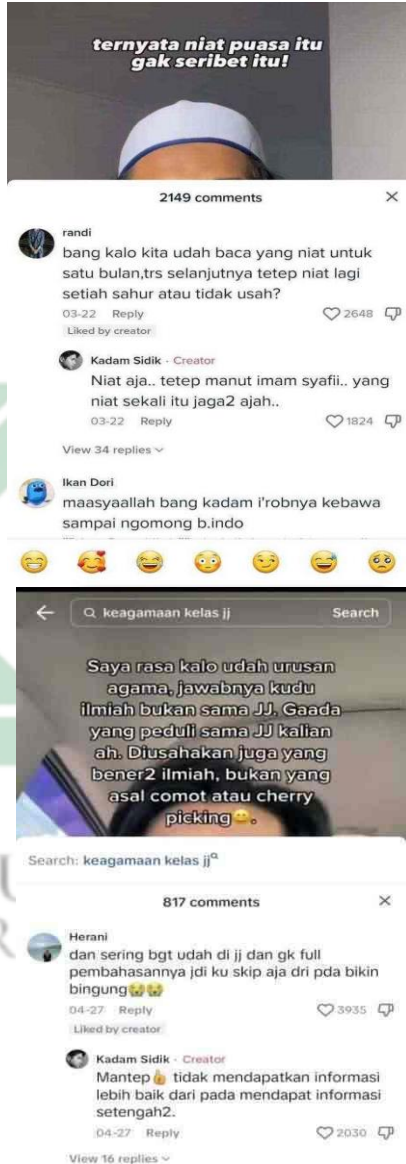 ternyata niat puasa itu
gak seribet itu!
2149 comments
randi
bang kalo kita udah baca yang niat untuk
satu bulan,trs selanjutnya tetep niat lagi
setiah sahur atau tidak usah?
03-22 Reply 2648
Liked by creator
Kadam Sidik · Creator
Niat aja.. tetep manut imam syafii.. yang
niat sekali itu jaga2 ajah..
03-22 Reply 1824
View 34 replies
Ikan Dori
maasyaallah bang kadam i'robnya kebawa
sampai ngomong b.indo
keagamaan kelas jj Search
Saya rasa kalo udah urusan
agama, jawabnya kudu
ilmiah bukan sama JJ, Gaada
yang peduli sama JJ kalian
ah. Diusahakan juga yang
bener2 ilmiah, bukan yang
asal comot atau cherry
picking.
Search: keagamaan kelas jj
817 comments
Herani
dan sering bgt udah di jj dan gk full
pembahasannya jdi ku skip aja dri pda bikin
bingung
04-27 Reply 3935
Liked by creator
Kadam Sidik · Creator
Mantep tidak mendapatkan informasi
lebih baik dari pada mendapat informasi
setengah2.
04-27 Reply 2030
View 16 replies